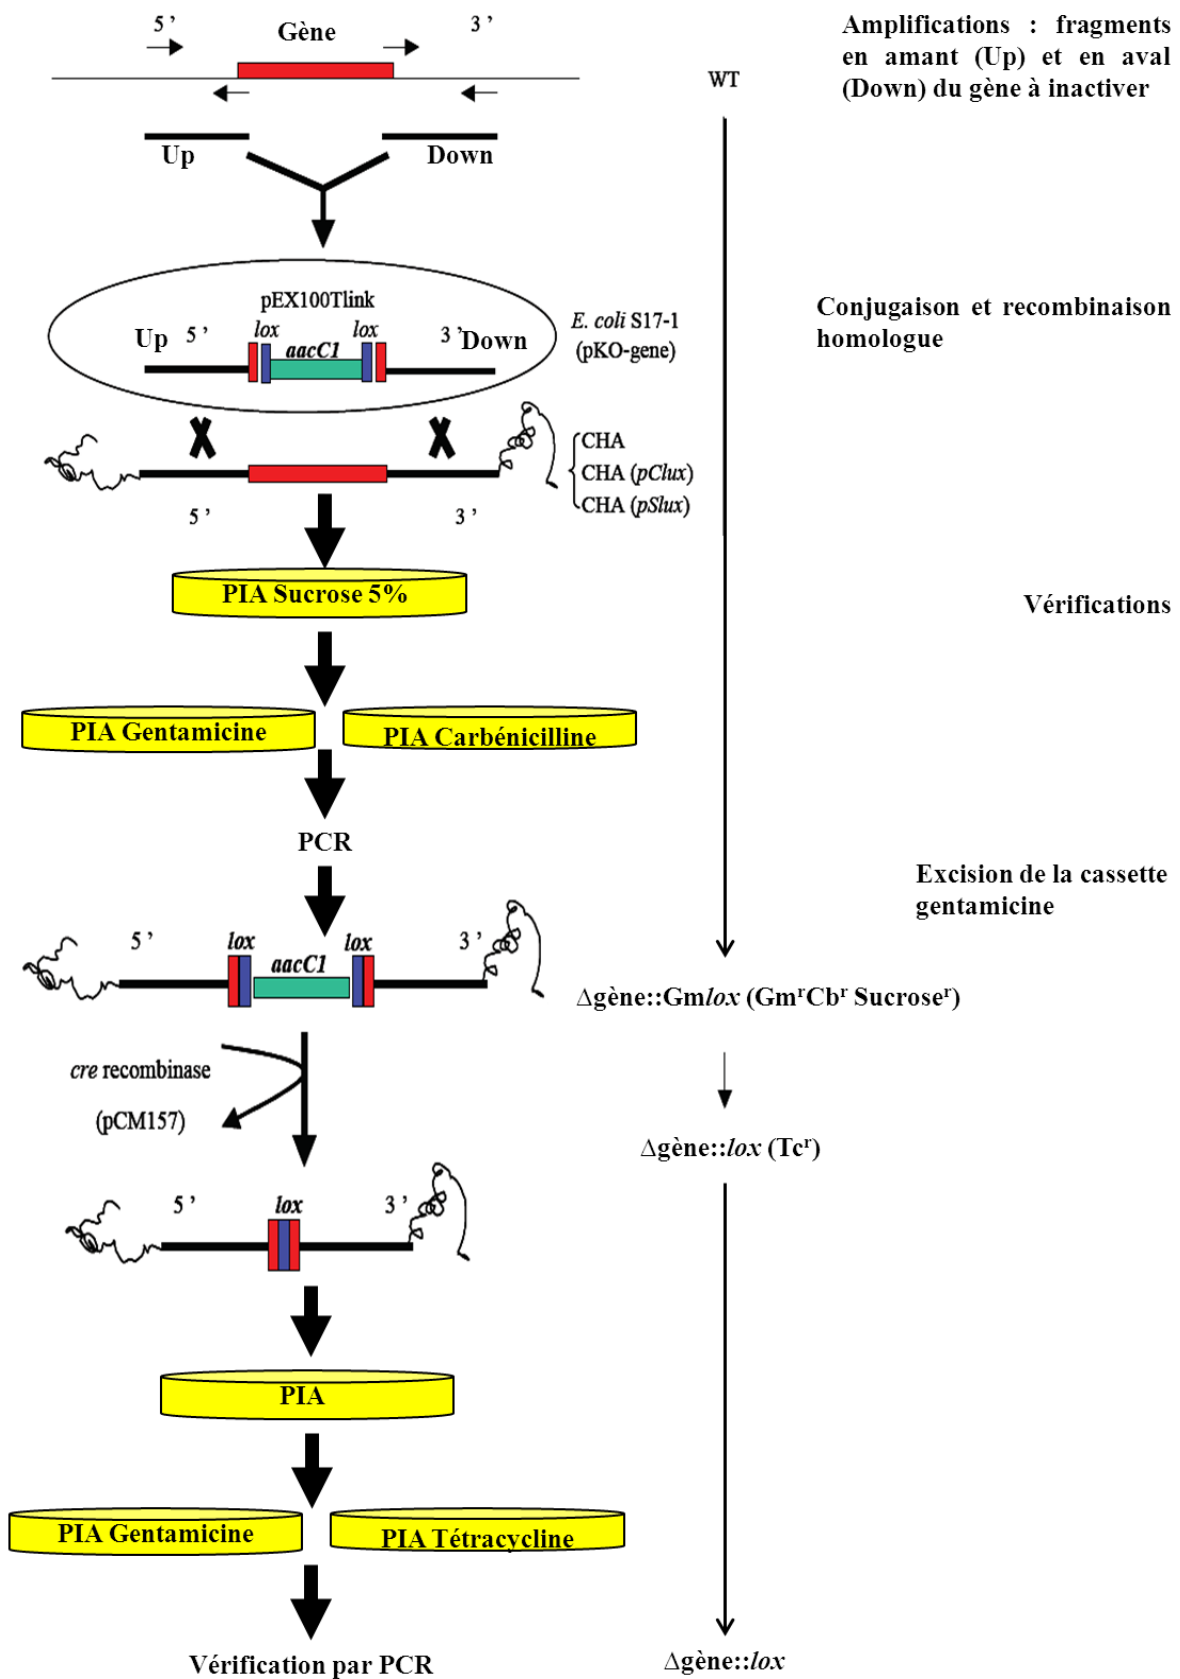 5 ’
Gène
3 ’
Amplifications : fragments
en amant (Up) et en aval
(Down) du gène à inactiver
WT
Up
Down
pEX100Tlink
Up
5 ’
lox
aacC1
lox
3 ’
Down
E. coli S17-1
(pKO-gene)
Conjugaison et recombinaison
homologue
CHA
CHA (pClux)
CHA (pSlux)
5 ’
3 ’
PIA Sucrose 5%
Vérifications
PIA Gentamicine
PIA Carbénicilline
PCR
Excision de la cassette
gentamicine
5 ’
lox
aacC1
lox
3 ’
∆gène::Gmlox (GmʳCbʳ Sucroseʳ)
cre recombinase
(pCM157)
∆gène::lox (Tcʳ)
5 ’
lox
3 ’
PIA
PIA Gentamicine
PIA Tétracycline
Vérification par PCR
∆gène::lox